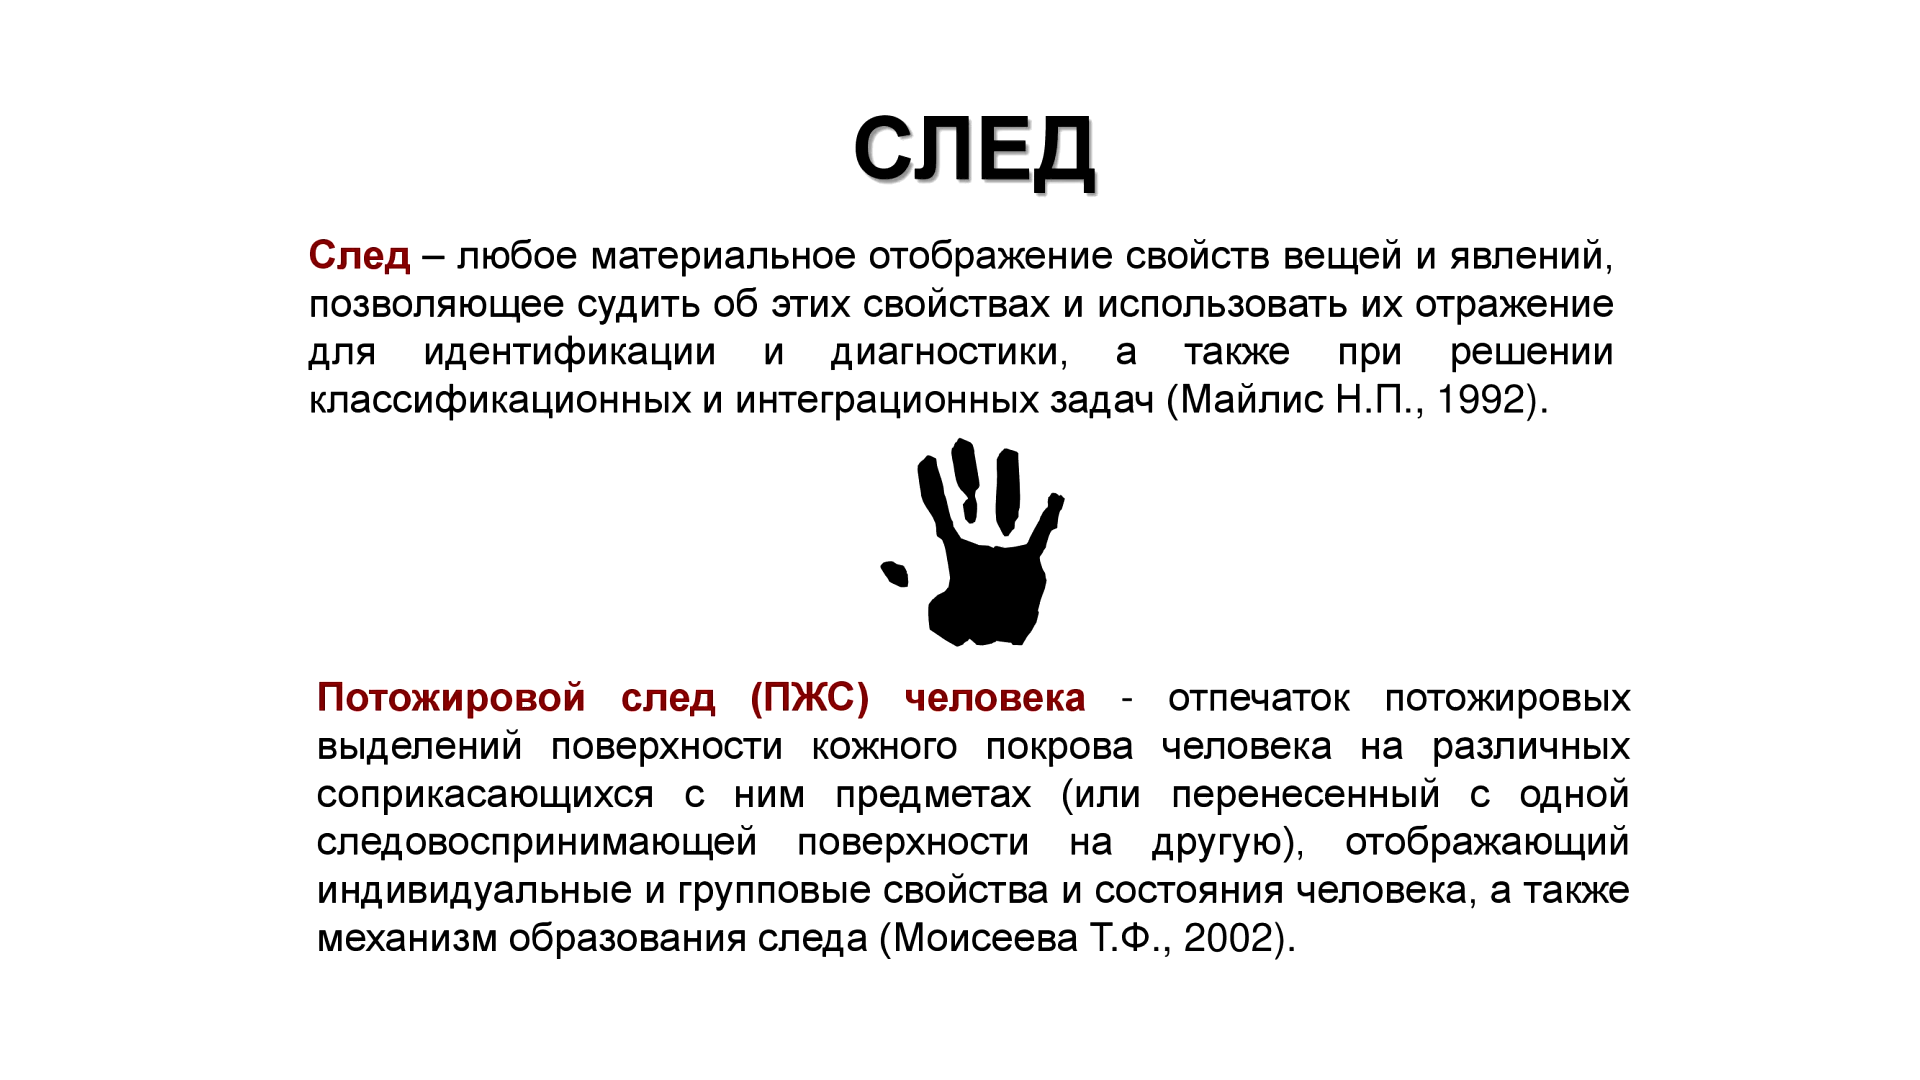 СЛЕД
След – любое материальное отображение свойств вещей и явлений,
позволяющее судить об этих свойствах и использовать их отражение
для идентификации и диагностики, а также при решении
классификационных и интеграционных задач (Майлис Н.П., 1992).
Потожировой след (ПЖС) человека - отпечаток потожировых
выделений поверхности кожного покрова человека на различных
соприкасающихся с ним предметах (или перенесенный с одной
следовоспринимающей поверхности на другую), отображающий
индивидуальные и групповые свойства и состояния человека, а также
механизм образования следа (Моисеева Т.Ф., 2002).